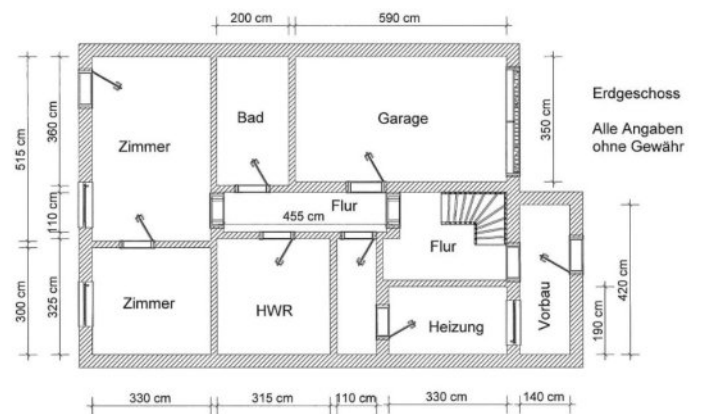 200 cm
590 cm
Bad
Garage
Zimmer
Erdgeschoss
Alle Angaben
ohne Gewähr
515 cm
360 cm
350 cm
110 cm
Flur
455 cm
Flur
Zimmer
HWR
Heizung
Vorbau
300 cm
325 cm
190 cm
420 cm
330 cm
315 cm
110 cm
330 cm
140 cm